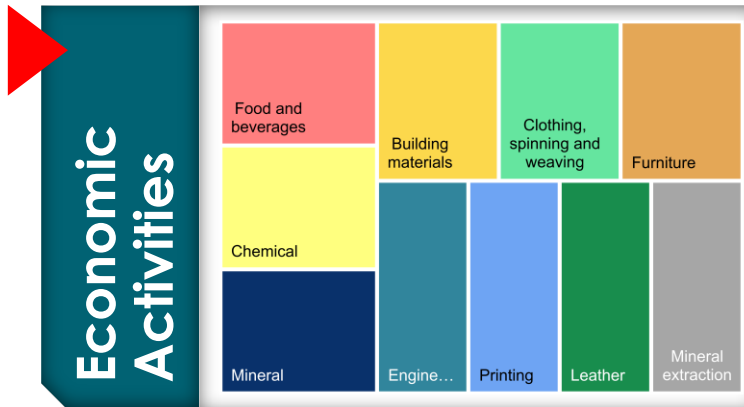 Economic
Activities
Food and
beverages
Building
materials
Clothing,
spinning and
weaving
Furniture
Chemical
Mineral
Engine…
Printing
Leather
Mineral
extraction